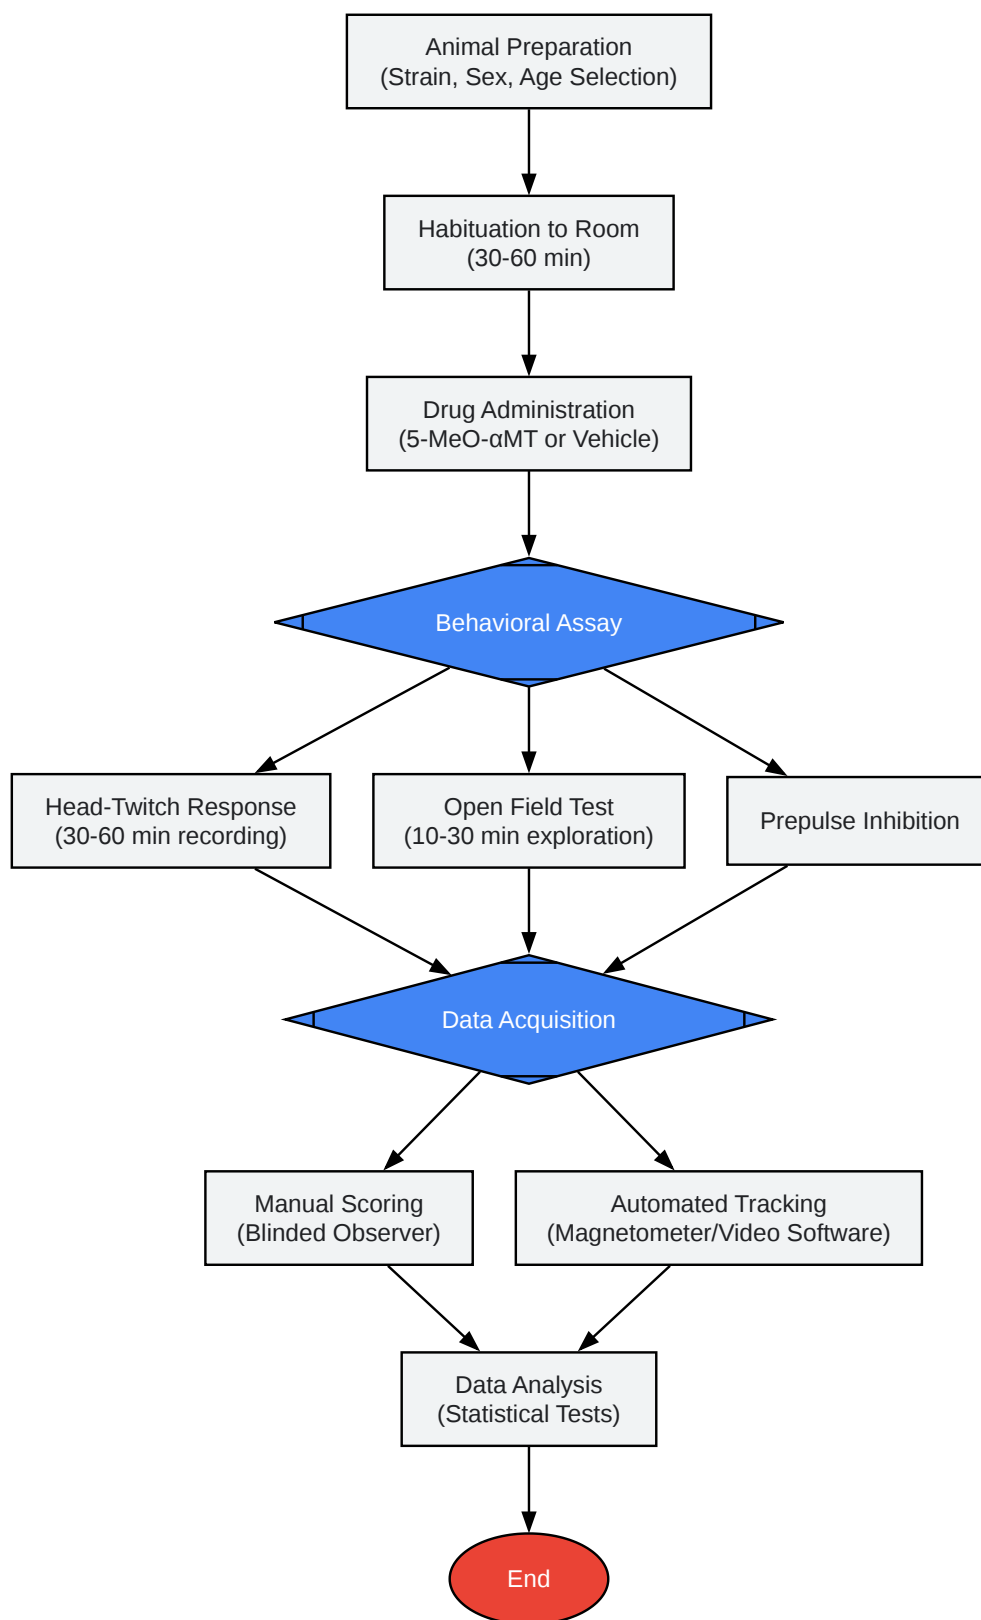 Animal Preparation
(Strain, Sex, Age Selection)
Habituation to Room
(30-60 min)
Drug Administration
(5-MeO-αMT or Vehicle)
Behavioral Assay
Head-Twitch Response
(30-60 min recording)
Open Field Test
(10-30 min exploration)
Prepulse Inhibition
Data Acquisition
Manual Scoring
(Blinded Observer)
Automated Tracking
(Magnetometer/Video Software)
Data Analysis
(Statistical Tests)
End